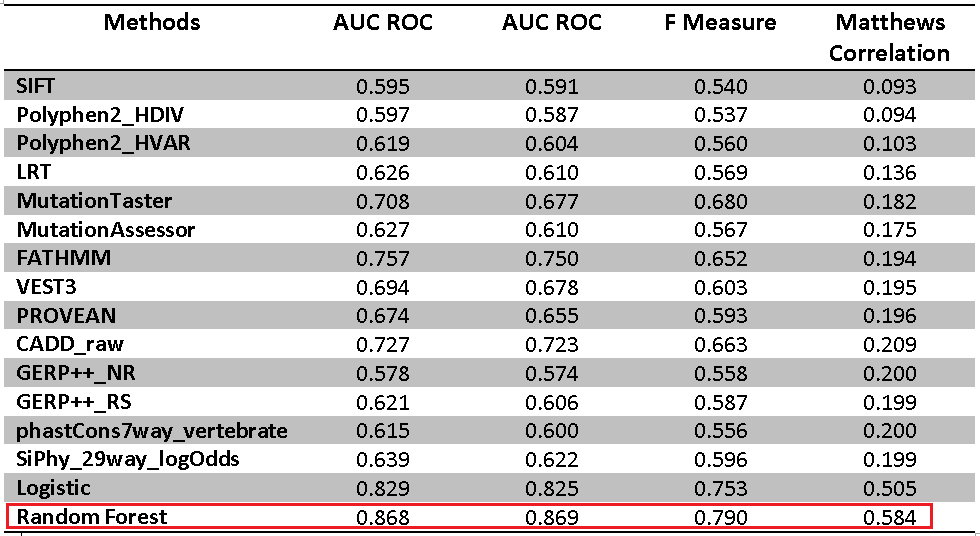 Methods AUC ROC AUC ROC F Measure Matthews
Correlation
SIFT 0.595 0.591 0.540 0.093
Polyphen2_HDIV 0.597 0.587 0.537 0.094
Polyphen2_HVAR 0.619 0.604 0.560 0.103
LRT 0.626 0.610 0.569 0.136
MutationTaster 0.708 0.677 0.680 0.182
MutationAssessor 0.627 0.610 0.567 0.175
FATHMM 0.757 0.750 0.652 0.194
VEST3 0.694 0.678 0.603 0.195
PROVEAN 0.674 0.655 0.593 0.196
CADD_raw 0.727 0.723 0.663 0.209
GERP++_NR 0.578 0.574 0.558 0.200
GERP++_RS 0.621 0.606 0.587 0.199
phastCons7way_vertebrate 0.615 0.600 0.556 0.200
SiPhy_29way_logOdds 0.639 0.622 0.596 0.199
Logistic 0.829 0.825 0.753 0.505
Random Forest 0.868 0.869 0.790 0.584